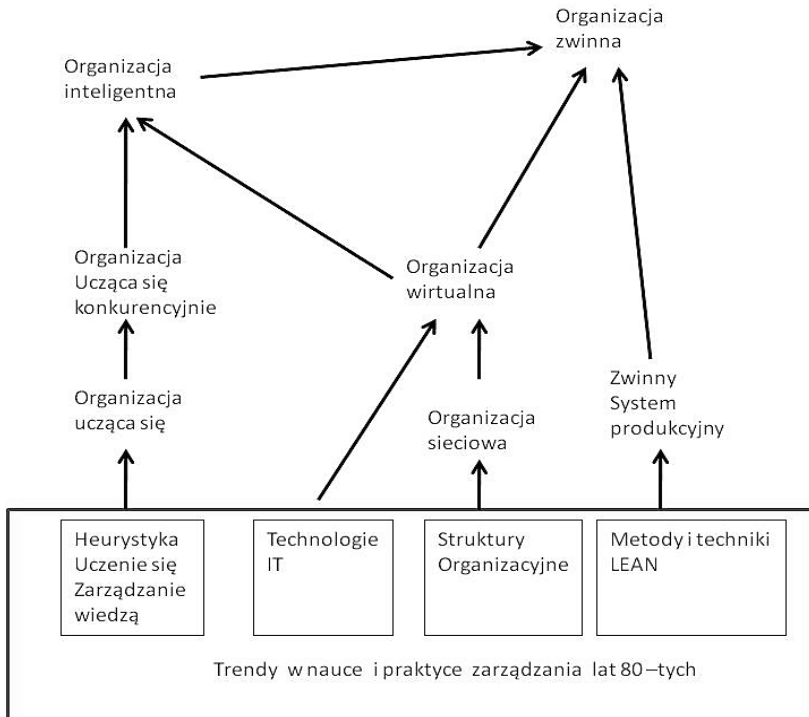 Organizacja
zwinna
Organizacja
inteligentna
Organizacja
Ucząca się
konkurencyjnie
Organizacja
wirtualna
Organizacja
ucząca się
Organizacja
sieciowa
Zwinny
System
produkcyjny
Heurystyka
Uczenie się
Zarządzanie
wiedzą
Technologie
IT
Struktury
Organizacyjne
Metody i techniki
LEAN
Trendy w nauce i praktyce zarządzania lat 80–tych